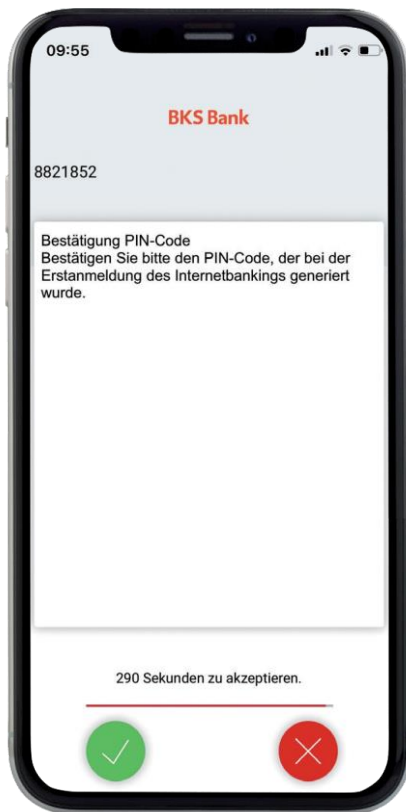 09:55
BKS Bank
8821852
Bestätigung PIN-Code
Bestätigen Sie bitte den PIN-Code, der bei der
Erstanmeldung des Internetbankings generiert
wurde.
290 Sekunden zu akzeptieren.